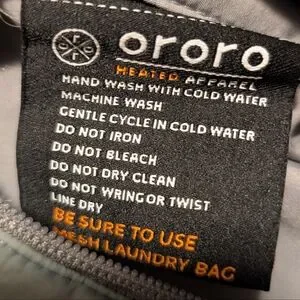 ororo
HEATED APPAREL
HAND WASH WITH COLD WATER
MACHINE WASH
GENTLE CYCLE IN COLD WATER
DO NOT IRON
DO NOT BLEACH
DO NOT DRY CLEAN
DO NOT WRING OR TWIST
LINE DRY
BE SURE TO USE
MESH LAUNDRY BAG